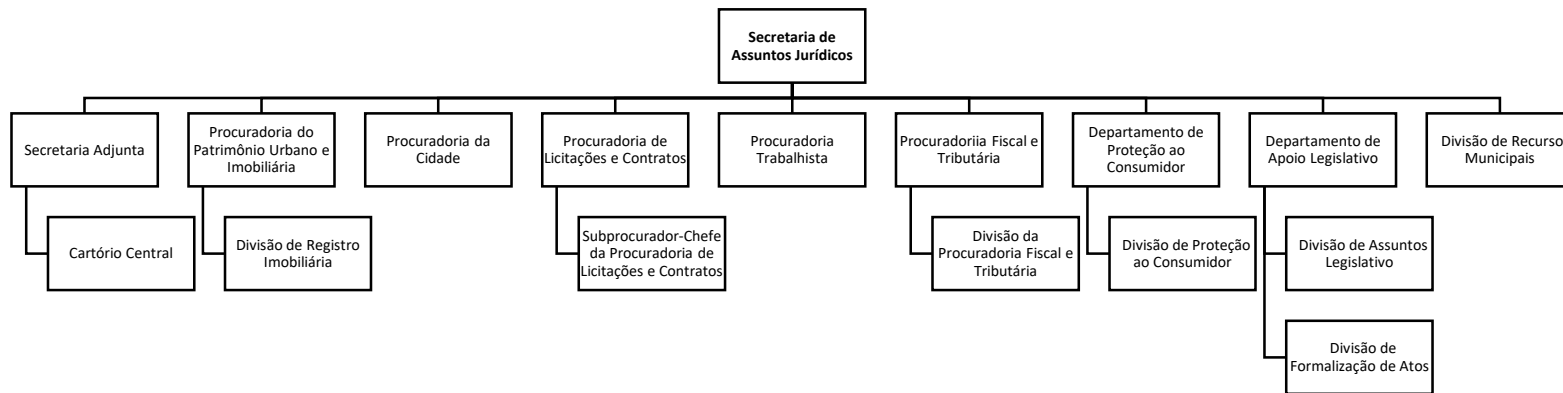 Secretaria de
Assuntos Jurídicos
Secretaria Adjunta
Procuradoria do
Patrimônio Urbano e
Imobiliária
Procuradoria da
Cidade
Procuradoria de
Licitações e Contratos
Procuradoria
Trabalhista
Procuradoriia Fiscal e
Tributária
Departamento de
Proteção ao
Consumidor
Departamento de
Apoio Legislativo
Divisão de Recurso
Municipais
Cartório Central
Divisão de Registro
Imobiliária
Subprocurador-Chefe
da Procuradoria de
Licitações e Contratos
Divisão da
Procuradoria Fiscal e
Tributária
Divisão de Proteção
ao Consumidor
Divisão de Assuntos
Legislativo
Divisão de
Formalização de Atos